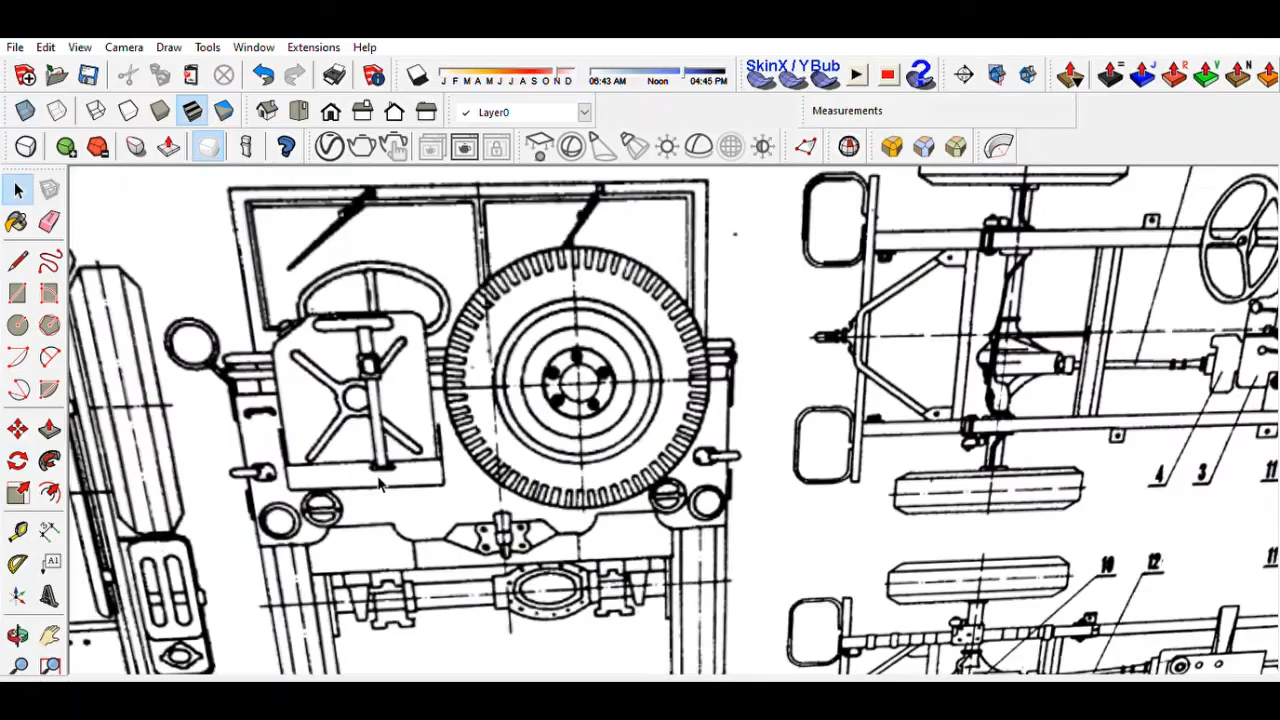 File Edit View Camera Draw Tools Window Extensions Help
J F M A M J J A S O N D 06:43 AM Noon 04:45 PM SkinX / YBub = J R V N
Layer0 Measurements
A1
4 3 11
10 12 11